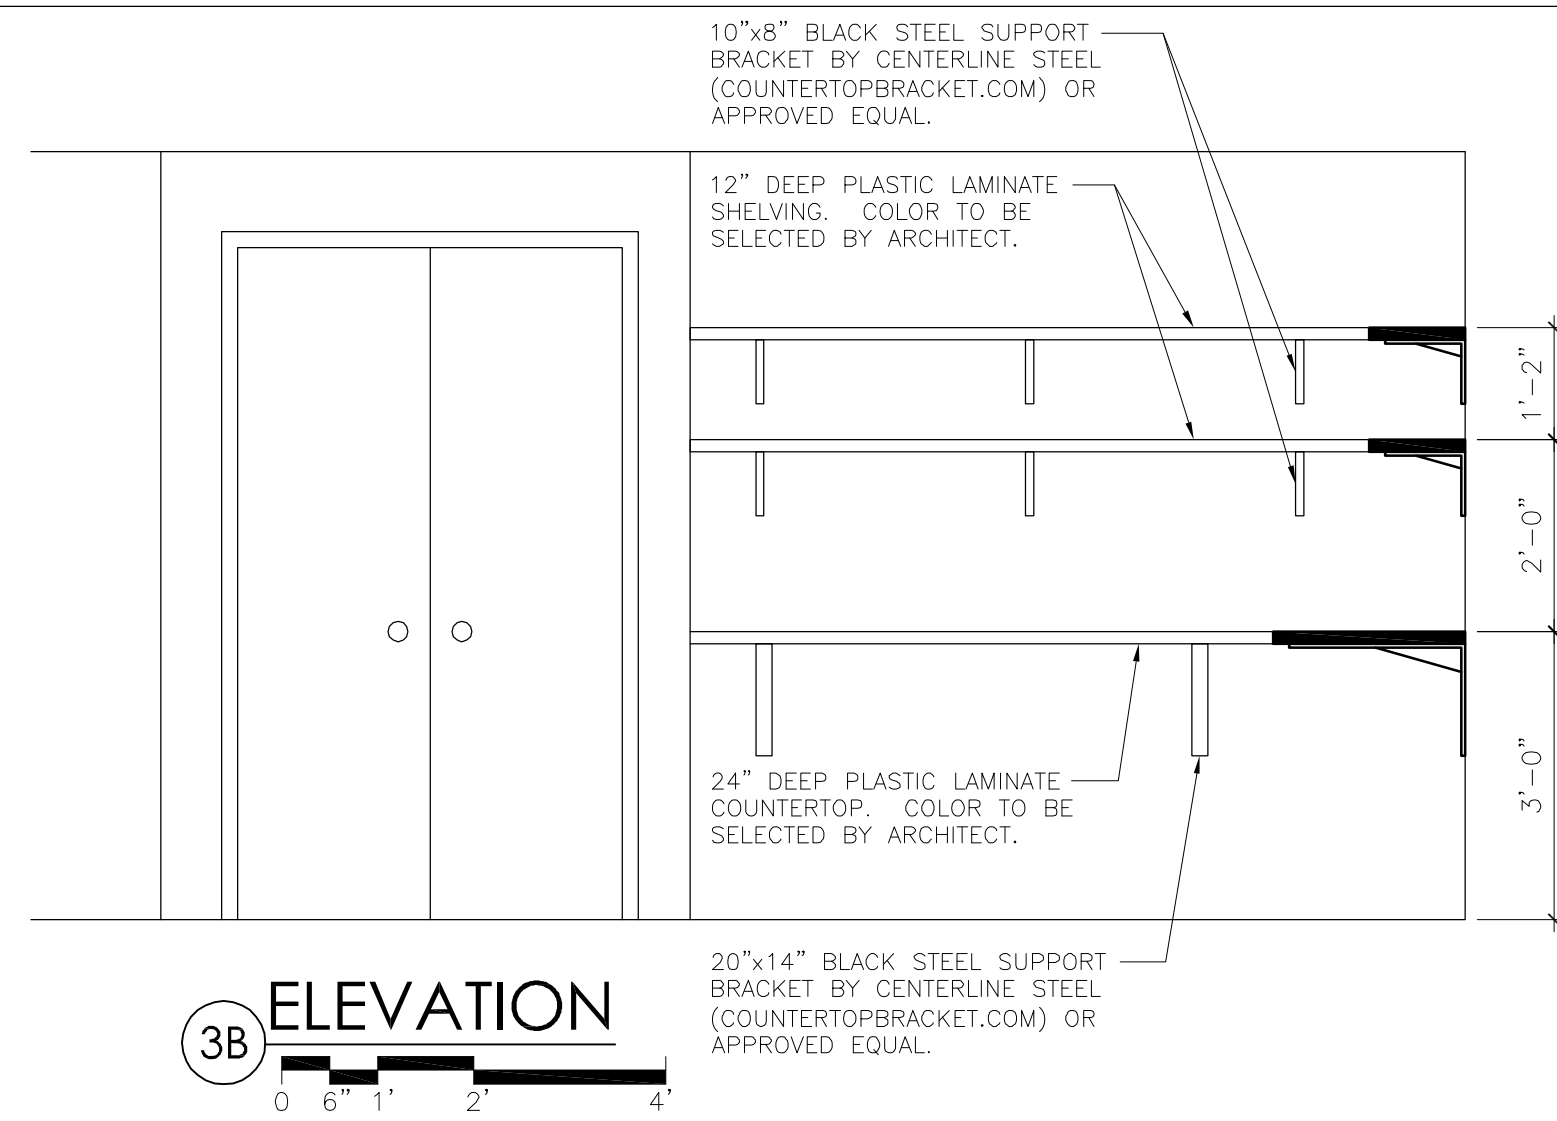 10”x8” BLACK STEEL SUPPORT
BRACKET BY CENTERLINE STEEL
(COUNTERTOPBRACKET.COM) OR
APPROVED EQUAL.
12” DEEP PLASTIC LAMINATE
SHELVING. COLOR TO BE
SELECTED BY ARCHITECT.
1’-2”
2’-0”
3’-0”
24” DEEP PLASTIC LAMINATE
COUNTERTOP. COLOR TO BE
SELECTED BY ARCHITECT.
20”x14” BLACK STEEL SUPPORT
BRACKET BY CENTERLINE STEEL
(COUNTERTOPBRACKET.COM) OR
APPROVED EQUAL.
3B ELEVATION
0 6” 1’ 2’ 4’